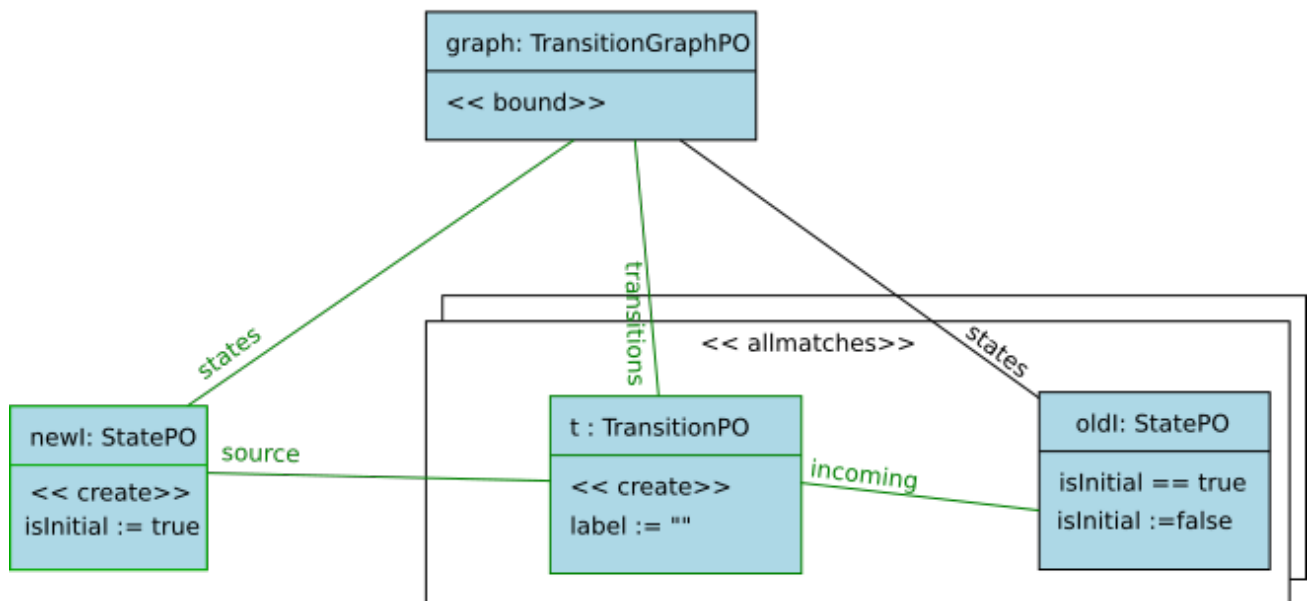 graph: TransitionGraphPO
<< bound>>
states
transitions
<< allmatches>>
states
newI: StatePO
<< create>>
isInitial := true
source
t : TransitionPO
<< create>>
label := ""
incoming
oldI: StatePO
isInitial == true
isInitial :=false